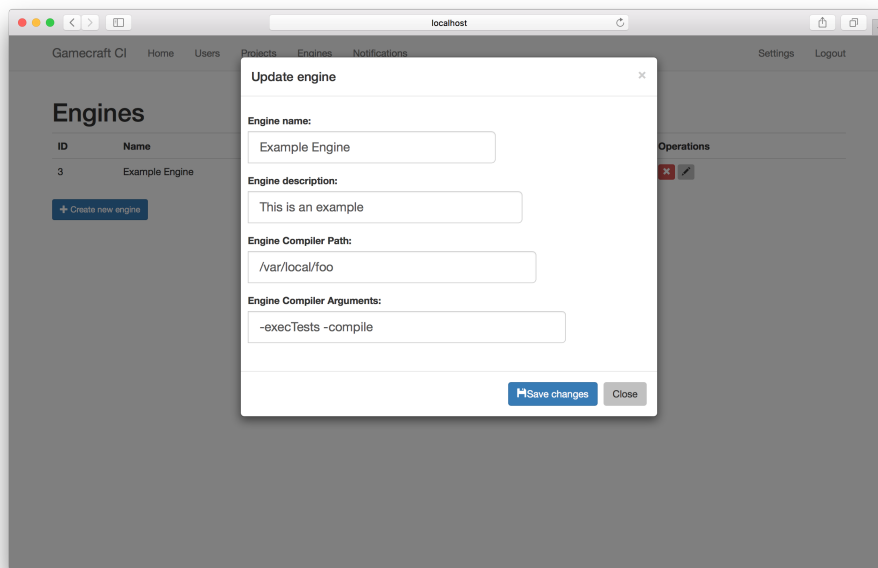 localhost
Gamecraft CI Home Users Projects Engines Notifications Settings Logout
Update engine
Engines
ID Name Operations
3 Example Engine
Create new engine
Engine name:
Example Engine
Engine description:
This is an example
Engine Compiler Path:
/var/local/foo
Engine Compiler Arguments:
-execTests -compile
Save changes Close